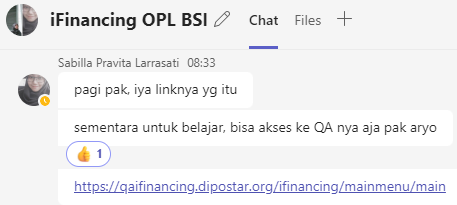 iFinancing OPL BSI
Chat
Files
Sabilla Pravita Larrasati 08:33
pagi pak, iya linknya yg itu
sementara untuk belajar, bisa akses ke QA nya aja pak aryo
👍 1
https://qaifinancing.dipostar.org/ifinancing/mainmenu/main